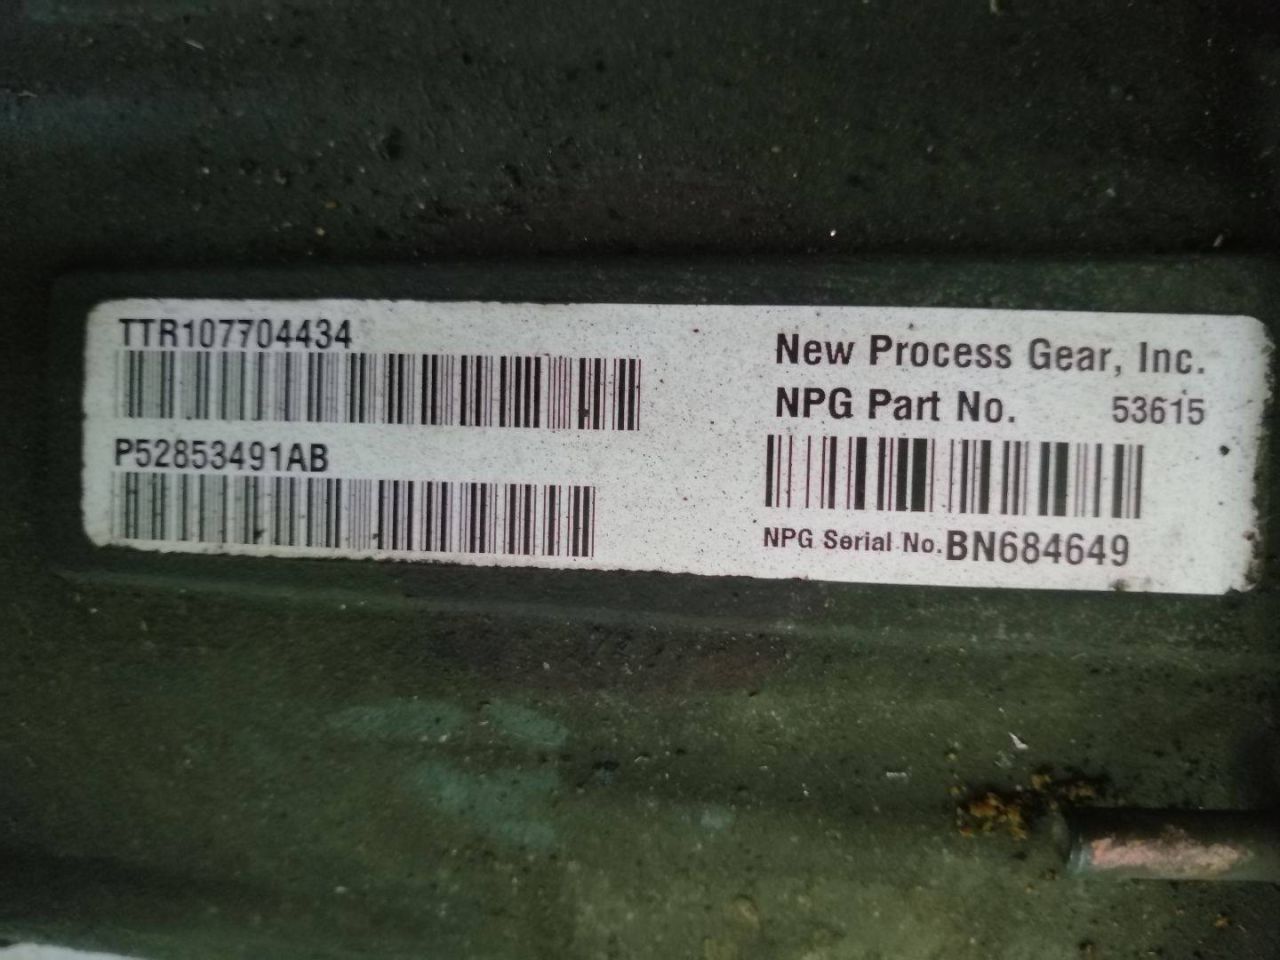 TTR107704434
P52853491AB
New Process Gear, Inc.
NPG Part No. 53615
NPG Serial No. BN684649